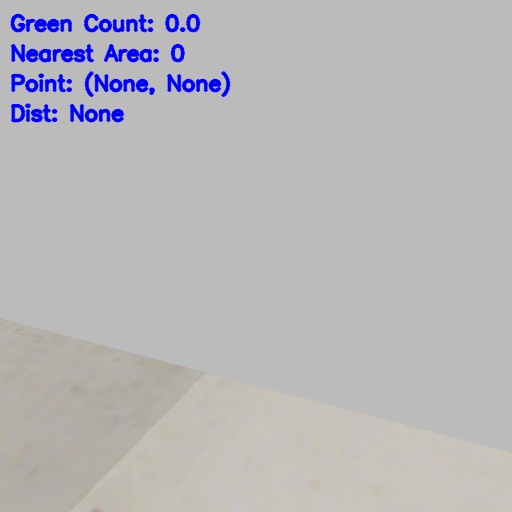 Green Count: 0.0
Nearest Area: 0
Point: (None, None)
Dist: None